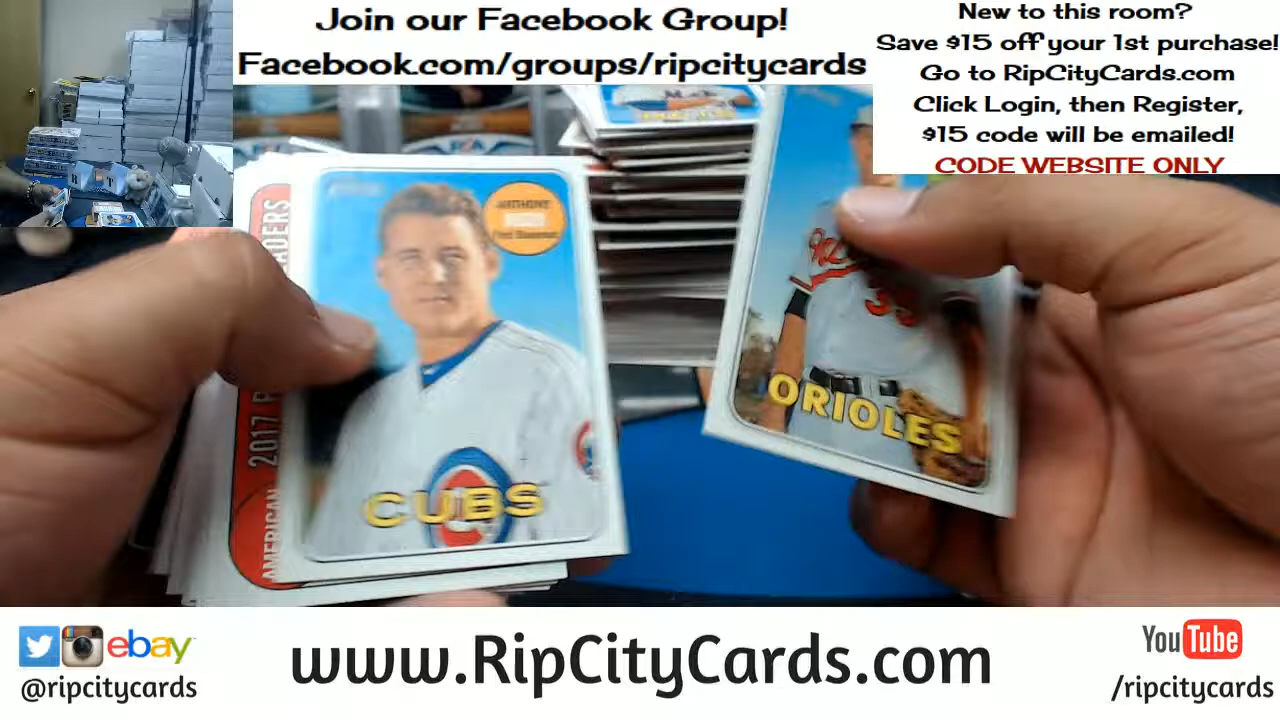 Join our Facebook Group!
Facebook.com/groups/ripcitycards
New to this room?
Save $15 off your 1st purchase!
Go to RipCityCards.com
Click Login, then Register,
$15 code will be emailed!
CODE WEBSITE ONLY
ANTHONY
First Baseman
CUBS
AMERICAN 2017
ORIOLES
ebay
@ripcitycards
www.RipCityCards.com
YouTube
/ripcitycards